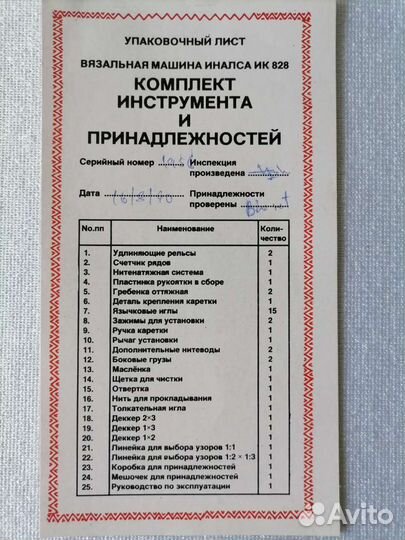 УПАКОВОЧНЫЙ ЛИСТ
ВЯЗАЛЬНАЯ МАШИНА ИНАЛСА ИК 828
КОМПЛЕКТ
ИНСТРУМЕНТА
И
ПРИНАДЛЕЖНОСТЕЙ
Серийный номер Инспекция
произведена
Дата 16/8/90 Принадлежности
проверены
No.пп Наименование Коли-
чество
1. Удлиняющие рельсы 2
2. Счетчик рядов 1
3. Нитенатяжная система 1
4. Пластинка рукоятки в сборе 1
5. Гребенка оттяжная 2
6. Деталь крепления каретки 1
7. Язычковые иглы 15
8. Зажимы для установки 2
9. Ручка каретки 1
10. Рычаг установки 1
11. Дополнительные нитеводы 2
12. Боковые грузы 2
13. Маслёнка 1
14. Щетка для чистки 1
15. Отвертка 1
16. Нить для прокладывания 1
17. Толкательная игла 1
18. Деккер 2×3 1
19. Деккер 1×3 1
20. Деккер 1×2 1
21. Линейка для выбора узоров 1:1 1
22. Линейка для выбора узоров 1:2 × 1:3 1
23. Коробка для принадлежностей 1
24. Мешочек для принадлежностей 1
25. Руководство по эксплуатации 1
Avito